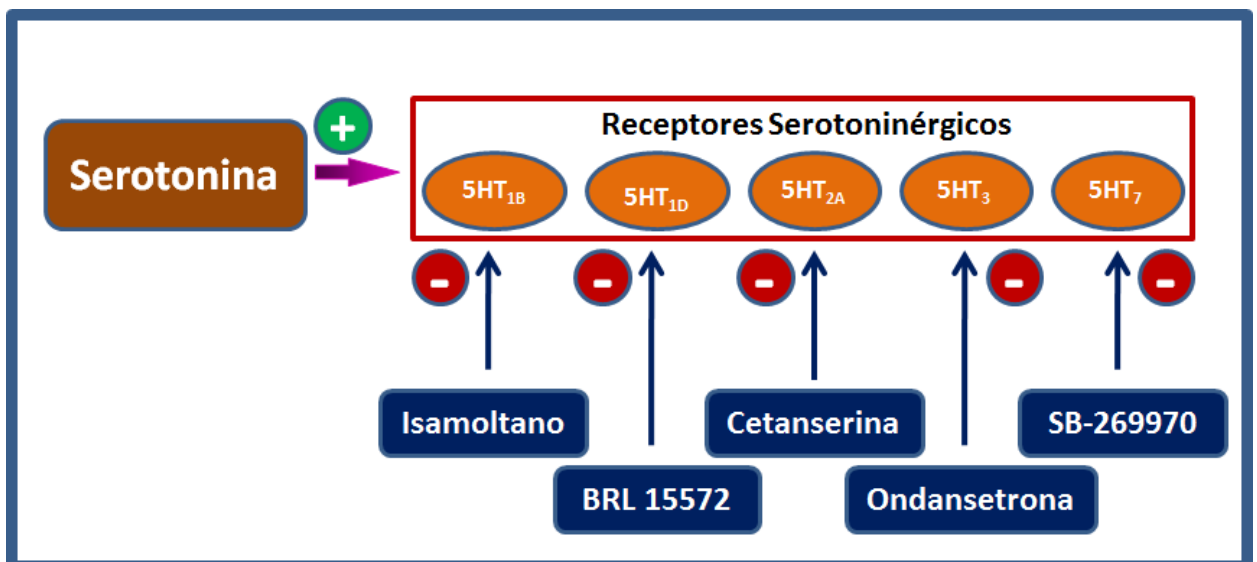 Serotonina
+
Receptores Serotoninérgicos
5HT1B
5HT1D
5HT2A
5HT3
5HT7
-
-
-
-
-
Isamoltano
Cetanserina
SB-269970
BRL 15572
Ondansetrona